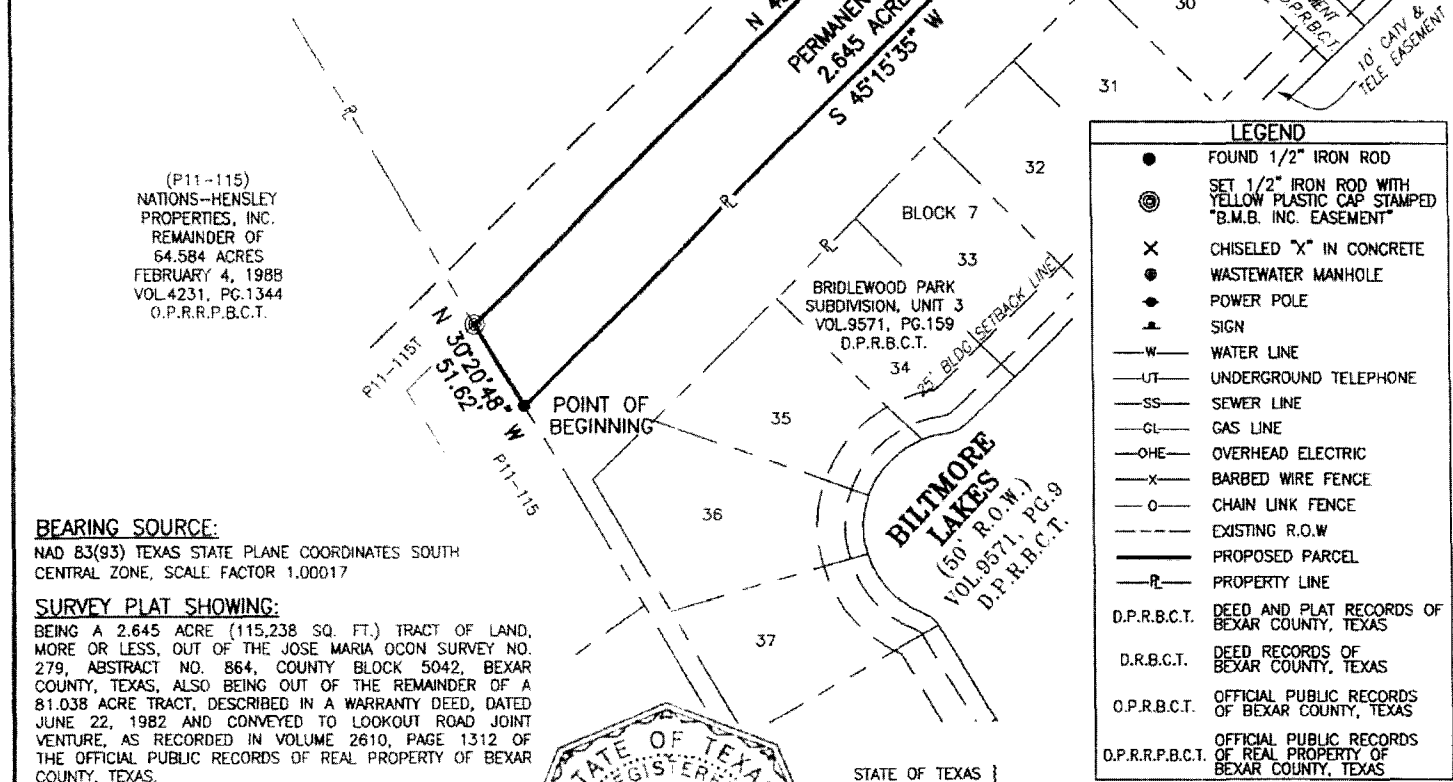 N 4
PERMANEN
2.645 ACRE
S 45°15'35" W
30
MENT
O.P.R.B.C.T.
10' CATV &
TELE EASEMENT
31
32
BLOCK 7
33
BRIDLEWOOD PARK
SUBDIVISION, UNIT 3
VOL.9571, PG.159
D.P.R.B.C.T.
34
25' BLDG SETBACK LINE
35
36
37
(P11-115)
NATIONS-HENSLEY
PROPERTIES, INC.
REMAINDER OF
64.584 ACRES
FEBRUARY 4, 1988
VOL.4231, PG.1344
O.P.R.R.P.B.C.T.
PL
PL
PL
P11-115T
N 30°20'48" W
51.62'
POINT OF
BEGINNING
P11-115
BILTMORE
LAKES
(50' R.O.W.)
VOL.9571, PG.9
D.P.R.B.C.T.
LEGEND
FOUND 1/2" IRON ROD
SET 1/2" IRON ROD WITH
YELLOW PLASTIC CAP STAMPED
"B.M.B. INC. EASEMENT"
CHISELED "X" IN CONCRETE
WASTEWATER MANHOLE
POWER POLE
SIGN
W WATER LINE
UT UNDERGROUND TELEPHONE
SS SEWER LINE
GL GAS LINE
OHE OVERHEAD ELECTRIC
X BARBED WIRE FENCE
O CHAIN LINK FENCE
EXISTING R.O.W
PROPOSED PARCEL
PL PROPERTY LINE
D.P.R.B.C.T. DEED AND PLAT RECORDS OF
BEXAR COUNTY, TEXAS
D.R.B.C.T. DEED RECORDS OF
BEXAR COUNTY, TEXAS
O.P.R.B.C.T. OFFICIAL PUBLIC RECORDS
OF BEXAR COUNTY, TEXAS
O.P.R.R.P.B.C.T. OFFICIAL PUBLIC RECORDS
OF REAL PROPERTY OF
BEXAR COUNTY, TEXAS
BEARING SOURCE:
NAD 83(93) TEXAS STATE PLANE COORDINATES SOUTH
CENTRAL ZONE, SCALE FACTOR 1.00017
SURVEY PLAT SHOWING:
BEING A 2.645 ACRE (115,238 SQ. FT.) TRACT OF LAND,
MORE OR LESS, OUT OF THE JOSE MARIA OCON SURVEY NO.
279, ABSTRACT NO. 864, COUNTY BLOCK 5042, BEXAR
COUNTY, TEXAS, ALSO BEING OUT OF THE REMAINDER OF A
81.038 ACRE TRACT, DESCRIBED IN A WARRANTY DEED, DATED
JUNE 22, 1982 AND CONVEYED TO LOOKOUT ROAD JOINT
VENTURE, AS RECORDED IN VOLUME 2610, PAGE 1312 OF
THE OFFICIAL PUBLIC RECORDS OF REAL PROPERTY OF BEXAR
COUNTY, TEXAS.
STATE OF TEXAS
REGISTERED
STATE OF TEXAS }